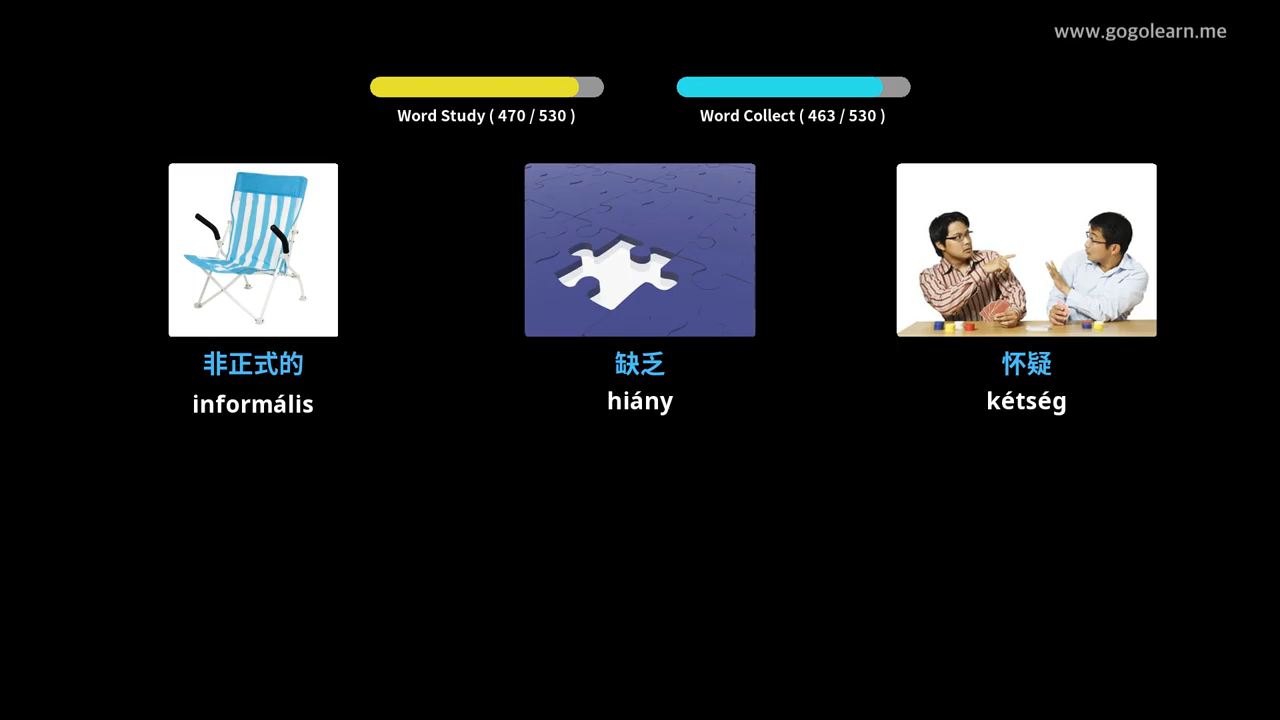 www.gogolearn.me
Word Study ( 470 / 530 )
Word Collect ( 463 / 530 )
非正式的
缺乏
怀疑
informális
hiány
kétség